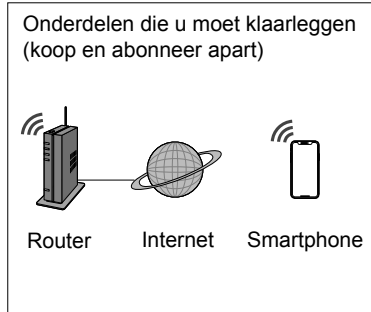 Onderdelen die u moet klaarleggen
(koop en abonneer apart)
Router Internet Smartphone